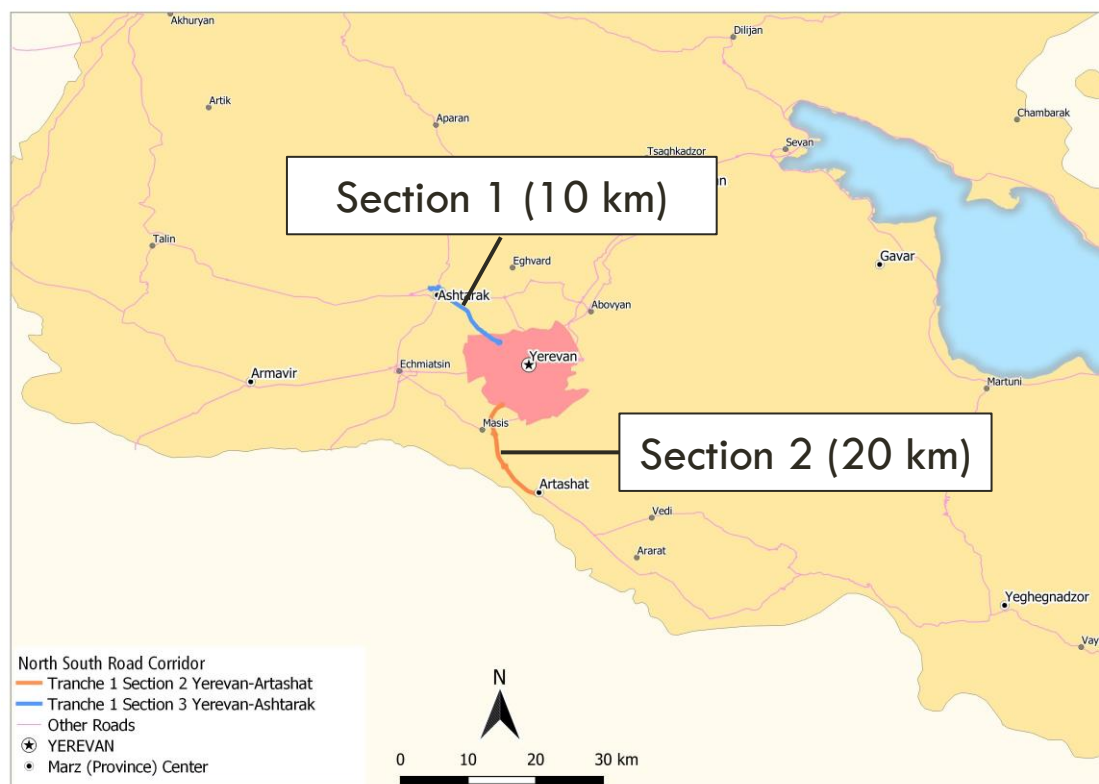 Akhuryan
Dilijan
Artik
Chambarak
Aparan
Sevan
Tsaghkadzor
Section 1 (10 km)
Talin
Gavar
Eghvard
Ashtarak
Abovyan
Yerevan
Echmiatsin
Armavir
Martuni
Masis
Section 2 (20 km)
Artashat
Vedi
Ararat
Yeghegnadzor
Vay
North South Road Corridor
Tranche 1 Section 2 Yerevan-Artashat
Tranche 1 Section 3 Yerevan-Ashtarak
Other Roads
YEREVAN
Marz (Province) Center
N
0 10 20 30 km